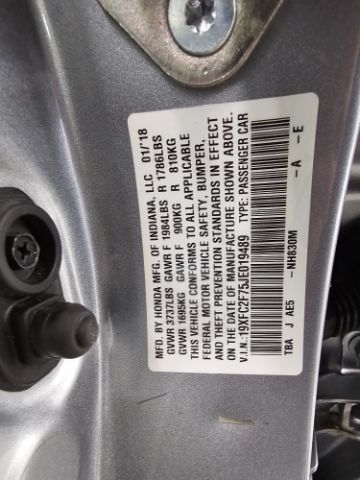 MFG. BY HONDA MFG. OF INDIANA, LLC 01/'18
GVWR 3737LBS GAWR F 1984LBS R 1786LBS
GVWR 1695KG GAWR F 900KG R 810KG
THIS VEHICLE CONFORMS TO ALL APPLICABLE
FEDERAL MOTOR VEHICLE SAFETY, BUMPER,
AND THEFT PREVENTION STANDARDS IN EFFECT
ON THE DATE OF MANUFACTURE SHOWN ABOVE.
V.I.N.:19XFC2F75JE019489 TYPE: PASSENGER CAR
TBA J AE5 -NH830M -A -E